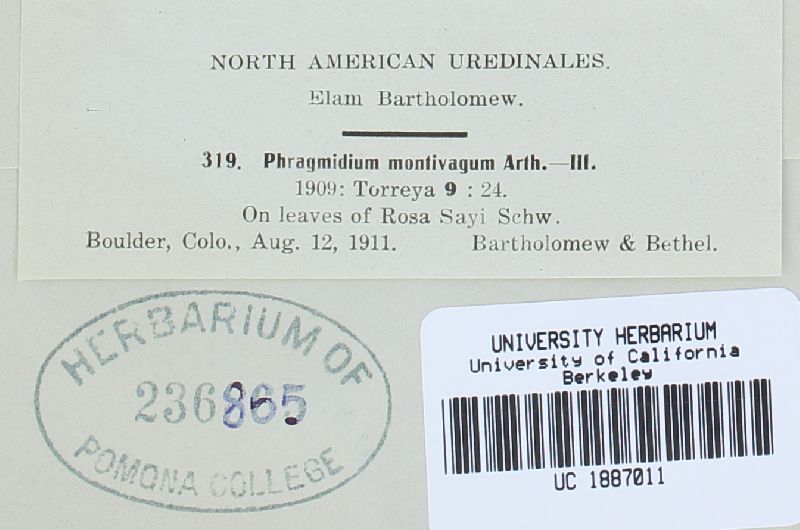 NORTH AMERICAN UREDINALES.
Elam Bartholomew.
319. Phragmidium montivagum Arth.—III.
1909: Torreya 9 : 24.
On leaves of Rosa Sayi Schw.
Boulder, Colo., Aug. 12, 1911. Bartholomew & Bethel.
HERBARIUM OF
236865
POMONA COLLEGE
UNIVERSITY HERBARIUM
University of California
Berkeley
UC 1887011